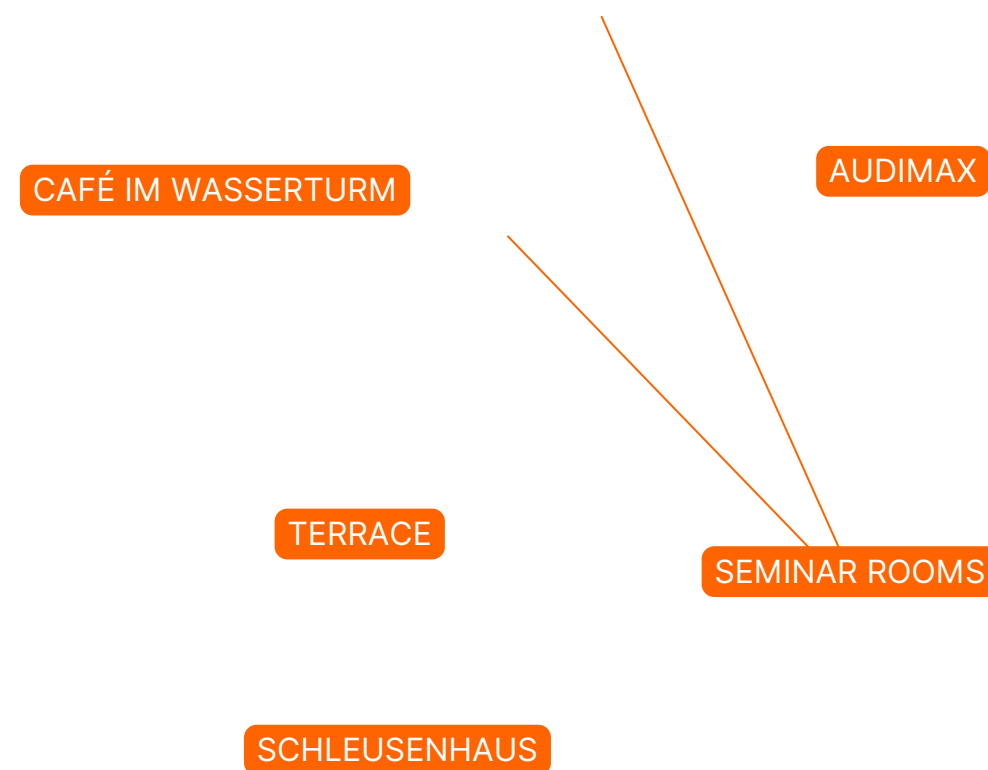 AUDIMAX
CAFÉ IM WASSERTURM
TERRACE
SEMINAR ROOMS
SCHLEUSENHAUS